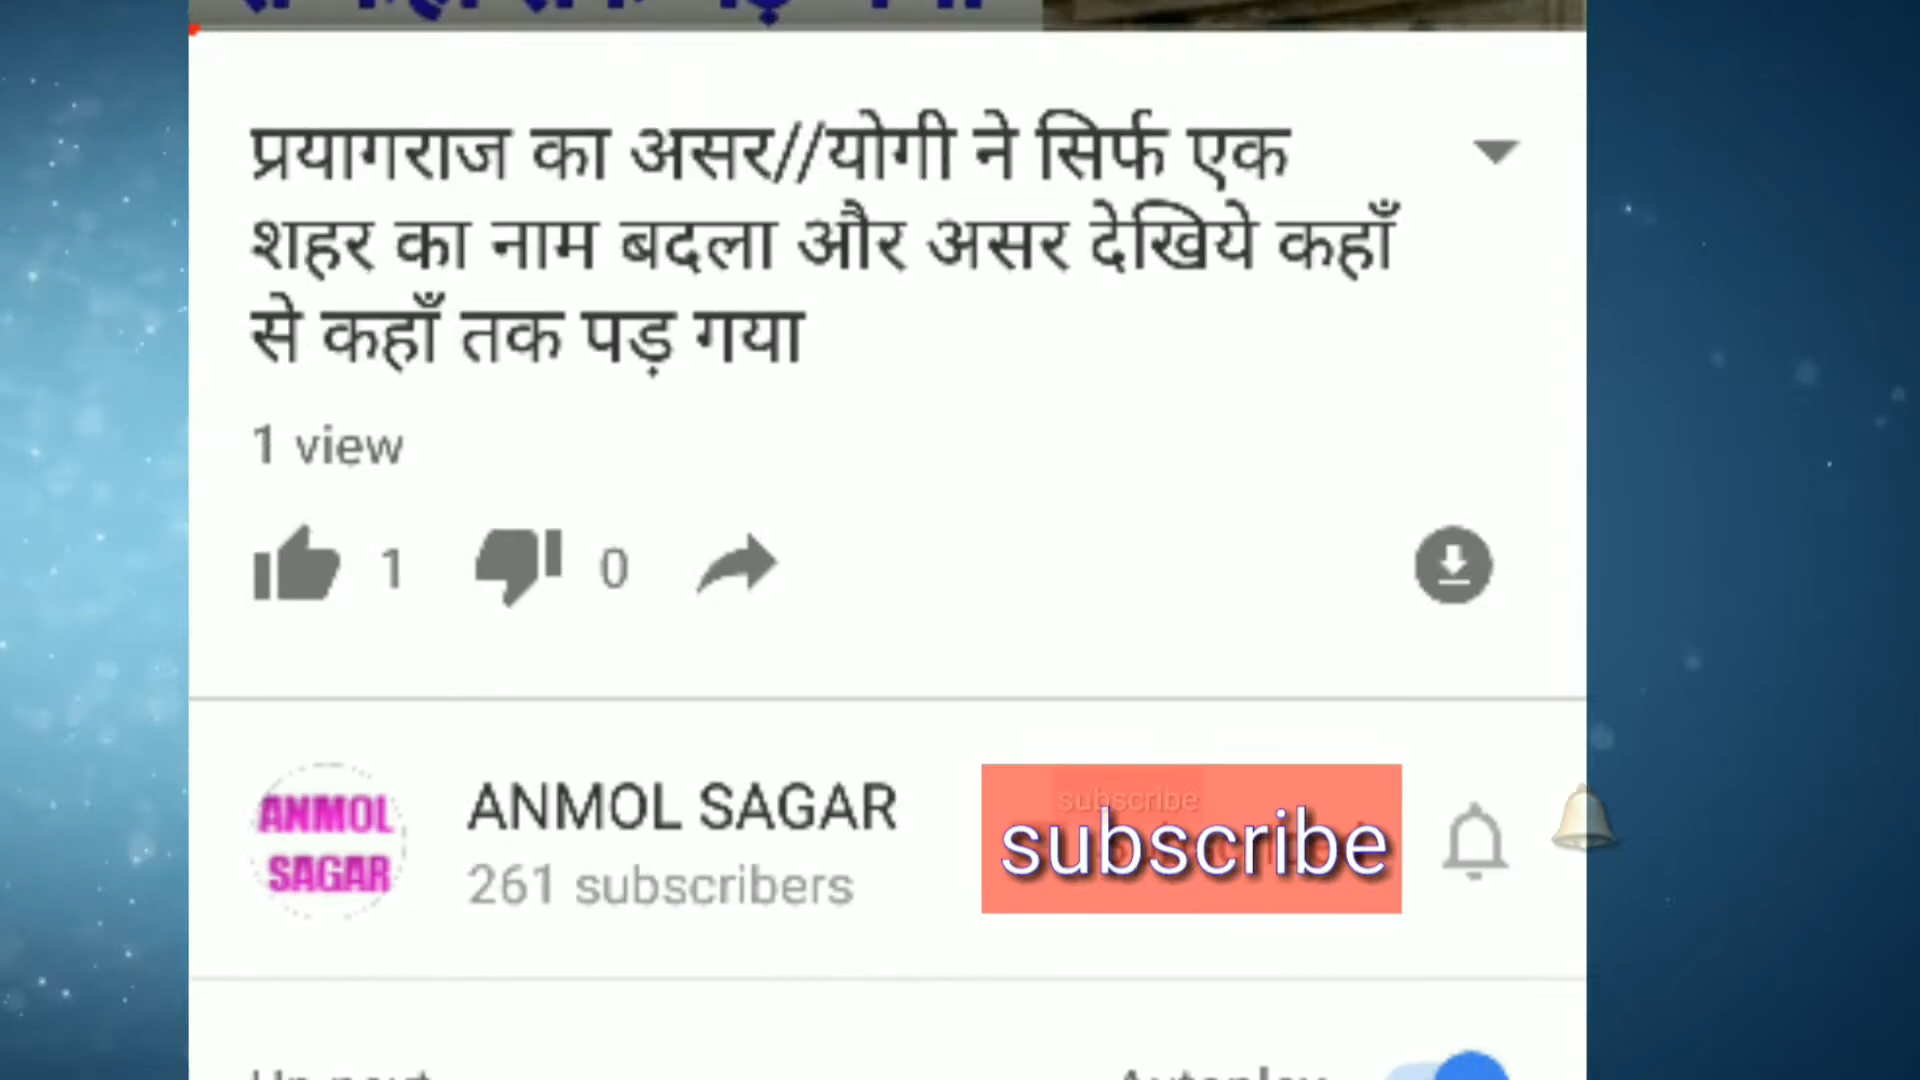 प्रयागराज का असर//योगी ने सिर्फ एक
शहर का नाम बदला और असर देखिये कहाँ
से कहाँ तक पड़ गया
1 view
1 0
ANMOL
SAGAR
ANMOL SAGAR
261 subscribers
subscribe
subscribe